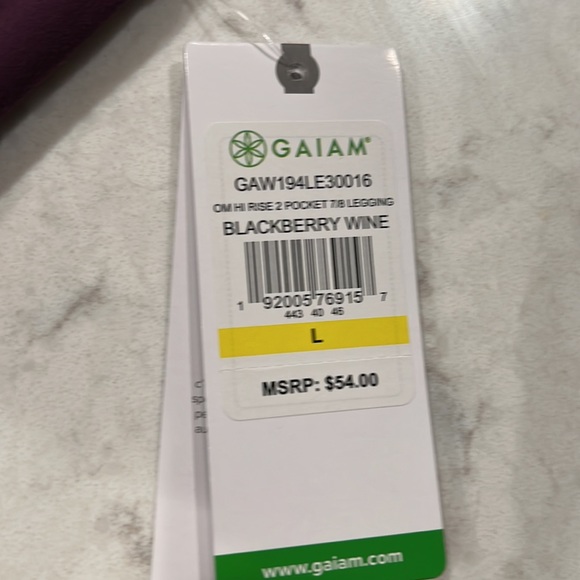 GAIAM®
GAW194LE30016
OM HI RISE 2 POCKET 7/8 LEGGING
BLACKBERRY WINE
1 92005 76915 7
443 40 46
L
MSRP: $54.00
www.gaiam.com